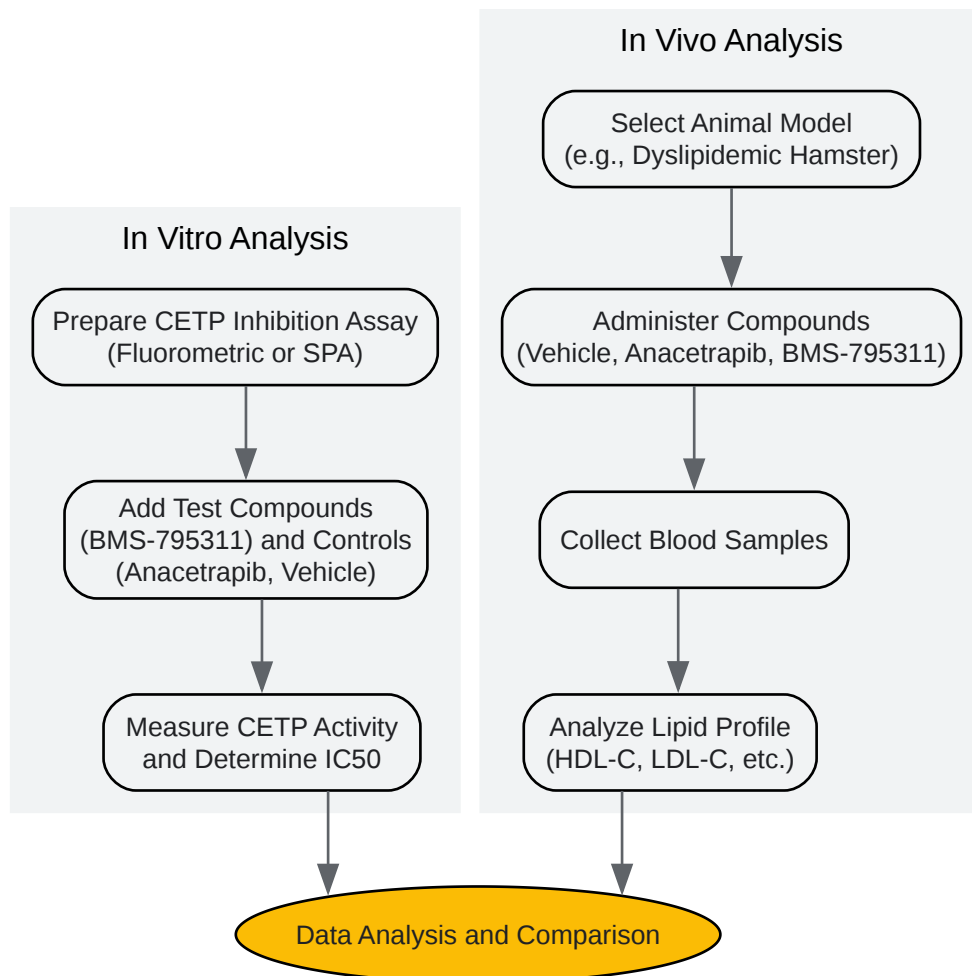 In Vitro Analysis
Prepare CETP Inhibition Assay
(Fluorometric or SPA)
Add Test Compounds
(BMS-795311) and Controls
(Anacetrapib, Vehicle)
Measure CETP Activity
and Determine IC50
In Vivo Analysis
Select Animal Model
(e.g., Dyslipidemic Hamster)
Administer Compounds
(Vehicle, Anacetrapib, BMS-795311)
Collect Blood Samples
Analyze Lipid Profile
(HDL-C, LDL-C, etc.)
Data Analysis and Comparison